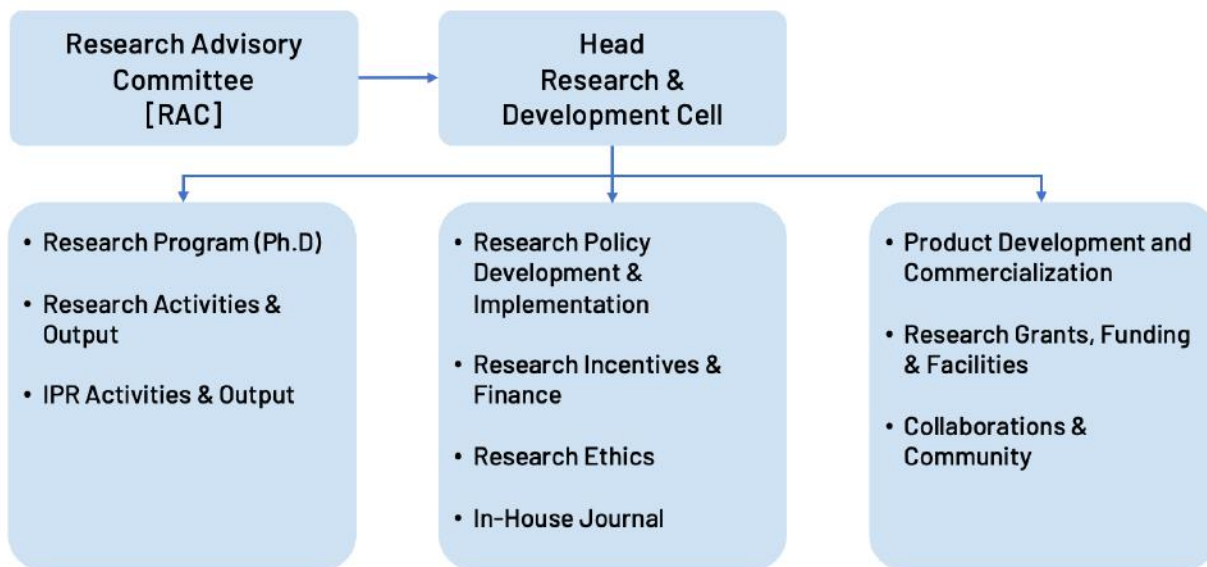 Research Advisory
Committee
[RAC]
Head
Research &
Development Cell
• Research Program (Ph.D)
• Research Activities &
Output
• IPR Activities & Output
• Research Policy
Development &
Implementation
• Research Incentives &
Finance
• Research Ethics
• In-House Journal
• Product Development and
Commercialization
• Research Grants, Funding
& Facilities
• Collaborations &
Community